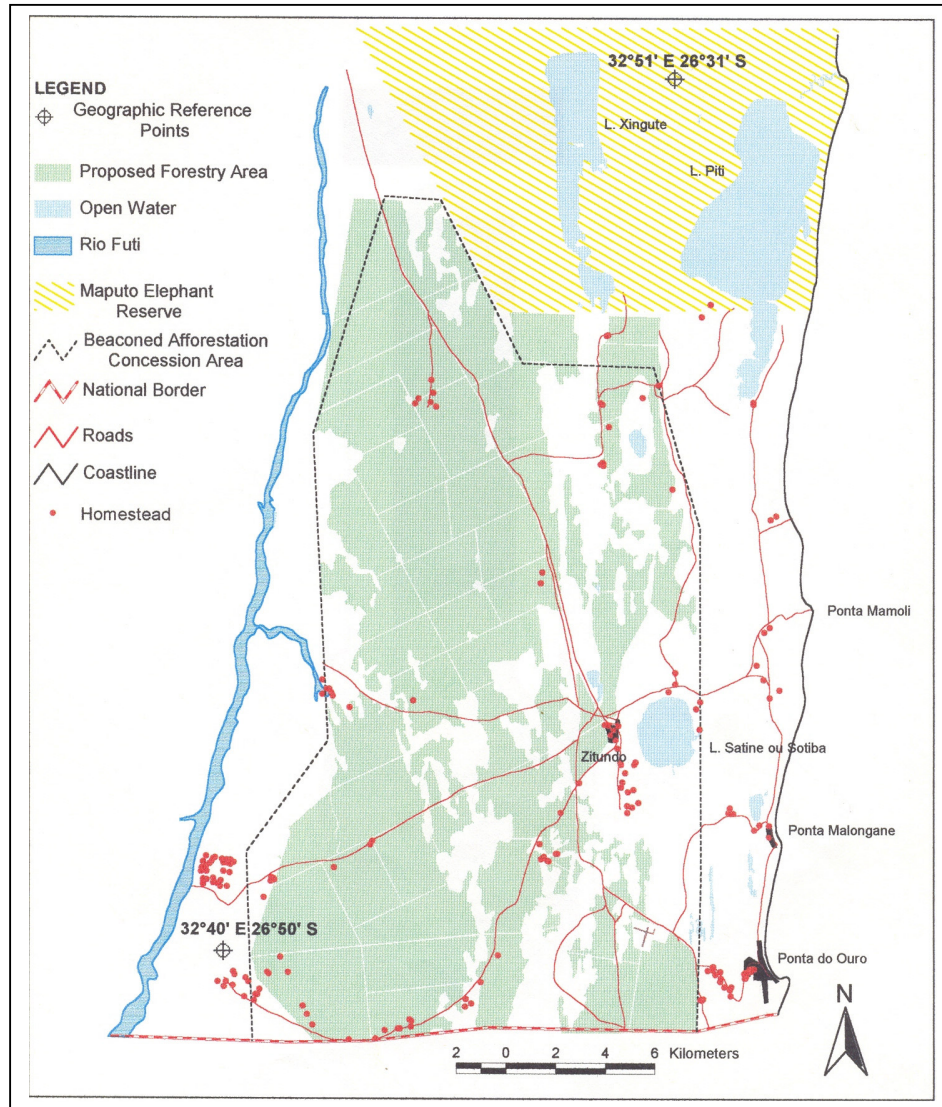 LEGEND
Geographic Reference
Points
Proposed Forestry Area
Open Water
Rio Futi
Maputo Elephant
Reserve
Beaconed Afforestation
Concession Area
National Border
Roads
Coastline
Homestead
32°51' E 26°31' S
L. Xingute
L. Piti
Ponta Mamoli
Zitundo
L. Satine ou Sotiba
Ponta Malongane
32°40' E 26°50' S
Ponta do Ouro
N
2 0 2 4 6 Kilometers